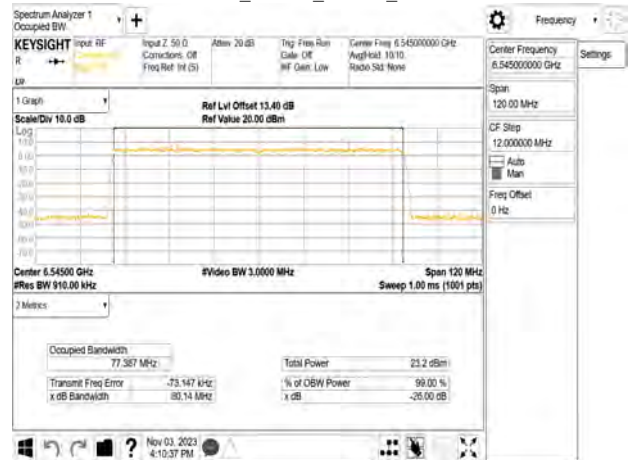 Spectrum Analyzer 1
Occupied BW
Frequency
KEYSIGHT
Input: RF
Input Z: 50 Ω
Atten: 20 dB
Trig: Free Run
Center Freq: 6.545000000 GHz
R
Corrections: Off
Gate: Off
Avg|Hold: 10/10
Freq Ref: Int (S)
#IF Gain: Low
Radio Std: None
Center Frequency
6.545000000 GHz
Settings
Span
120.00 MHz
CF Step
12.000000 MHz
Auto
Man
Freq Offset
0 Hz
1 Graph
Ref Lvl Offset 13.40 dB
Scale/Div 10.0 dB
Ref Value 20.00 dBm
Log
Center 6.54500 GHz
#Video BW 3.0000 MHz
Span 120 MHz
#Res BW 910.00 kHz
Sweep 1.00 ms (1001 pts)
2 Metrics
Occupied Bandwidth
77.387 MHz
Total Power
23.2 dBm
Transmit Freq Error
-73.147 kHz
% of OBW Power
99.00 %
x dB Bandwidth
80.14 MHz
x dB
-26.00 dB
Nov 03, 2023
4:10:37 PM